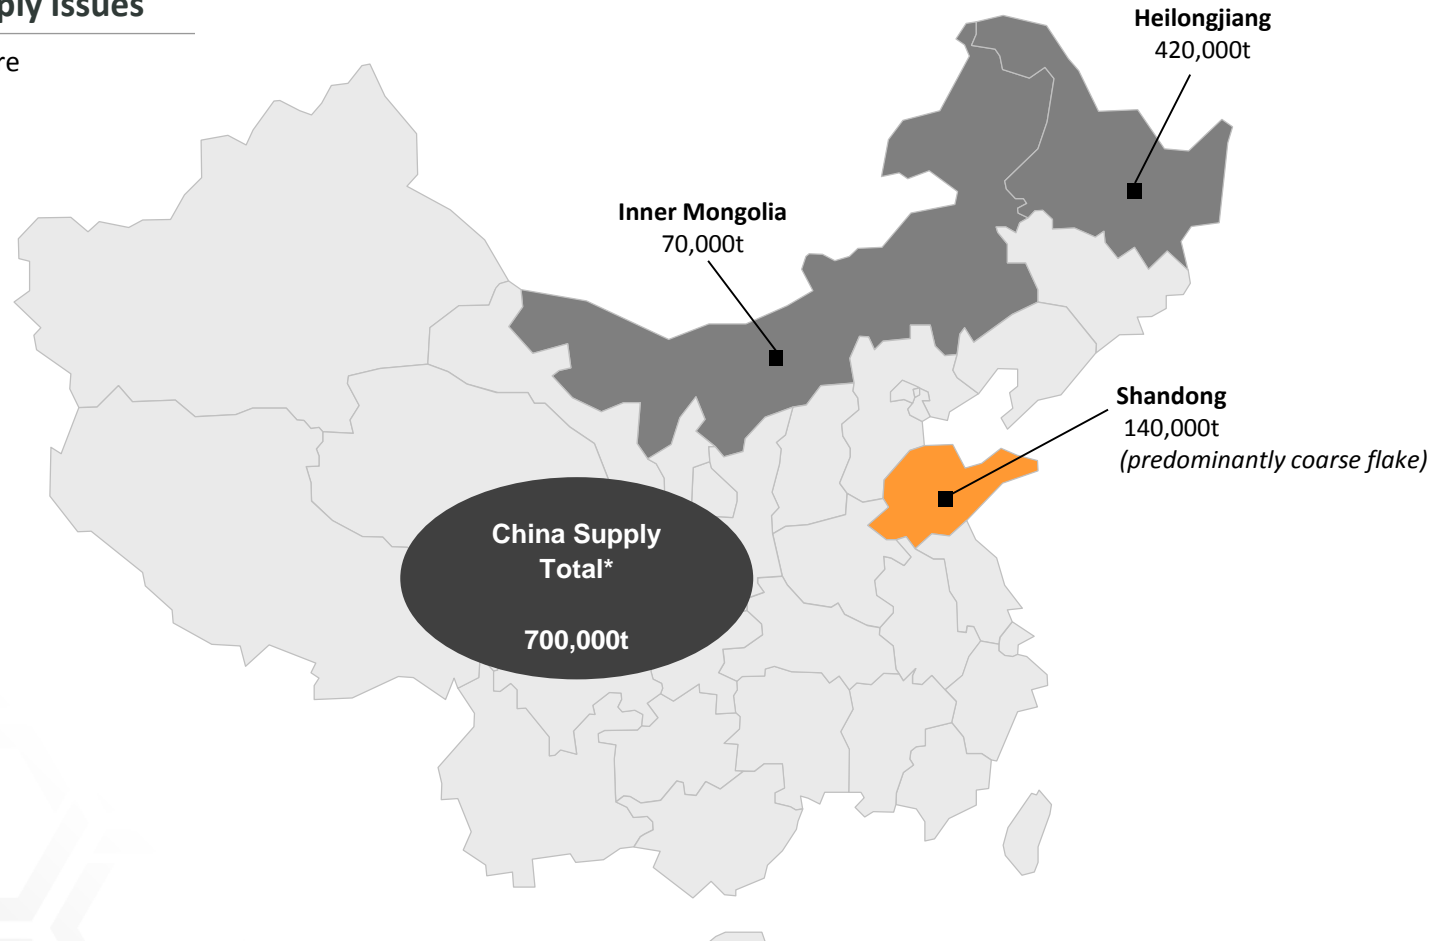 ply Issues
re
Heilongjiang
420,000t
Inner Mongolia
70,000t
Shandong
140,000t
(predominantly coarse flake)
China Supply
Total*
700,000t